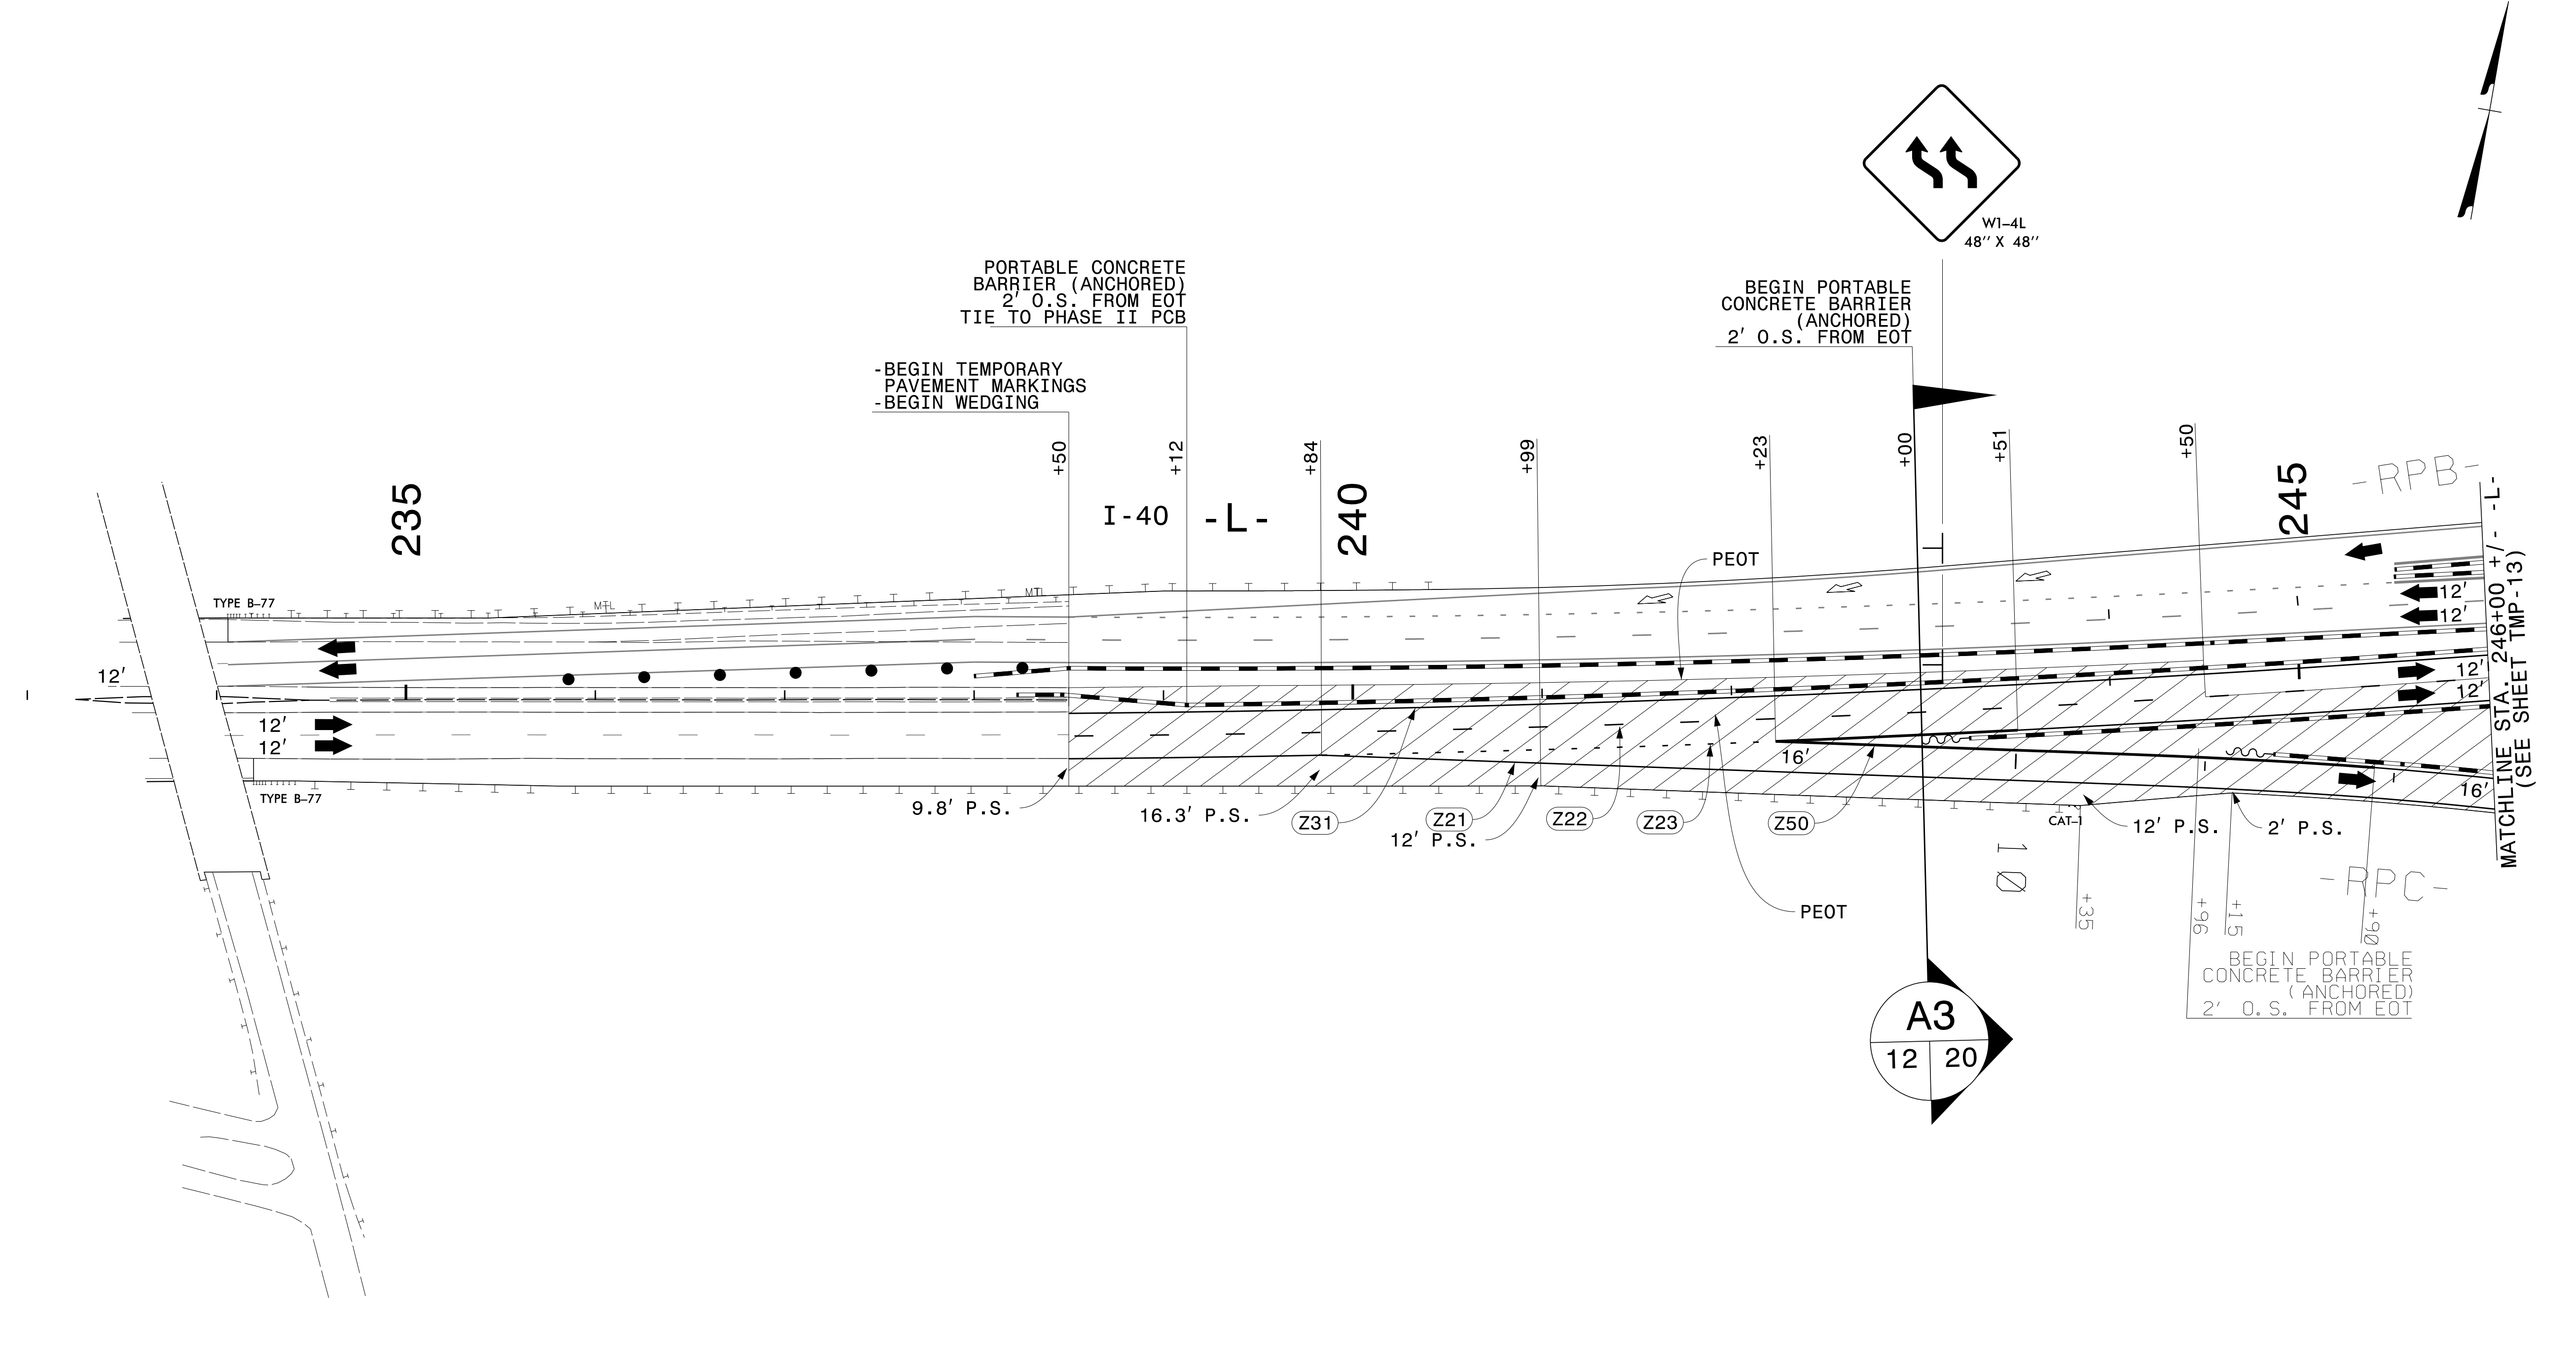 W1-4L
48" X 48"
PORTABLE CONCRETE
BARRIER (ANCHORED)
2' O.S. FROM EOT
TIE TO PHASE II PCB
BEGIN PORTABLE
CONCRETE BARRIER
(ANCHORED)
2' O.S. FROM EOT
-BEGIN TEMPORARY
PAVEMENT MARKINGS
-BEGIN WEDGING
+50
+12
+84
+99
+23
+00
+51
+50
235
I-40
-L-
240
245
-RPB-
-L-
MATCHLINE STA. 246+00 +/-
(SEE SHEET TMP-13)
PEOT
TYPE B-77
MTL
MTL
12'
12'
12'
12'
12'
12'
12'
16'
16'
TYPE B-77
9.8' P.S.
16.3' P.S.
Z31
Z21
12' P.S.
Z22
Z23
Z50
CAT-1
12' P.S.
2' P.S.
PEOT
10
-RPC-
+35
+96
+15
+90
BEGIN PORTABLE
CONCRETE BARRIER
(ANCHORED)
2' O.S. FROM EOT
A3
12 20